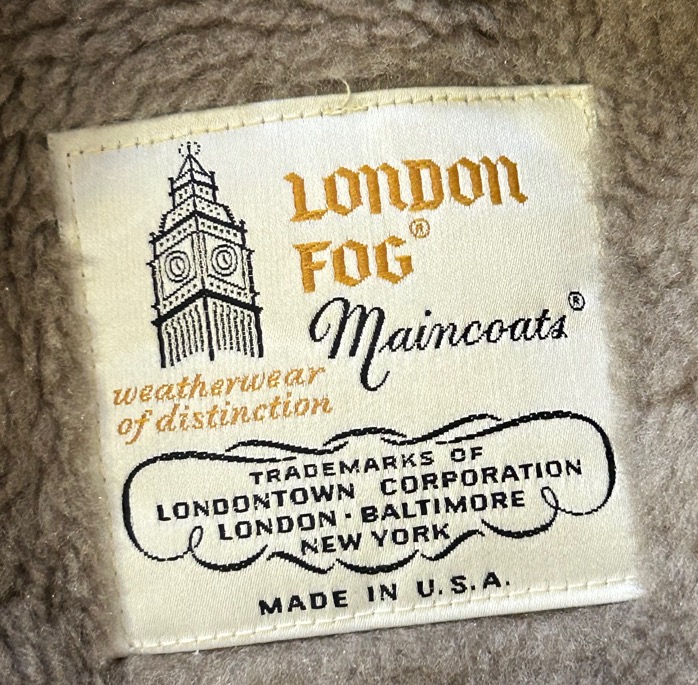 LONDON
FOG®
Maincoats®
weatherwear
of distinction
TRADEMARKS OF
LONDONTOWN CORPORATION
LONDON · BALTIMORE
NEW YORK
MADE IN U.S.A.